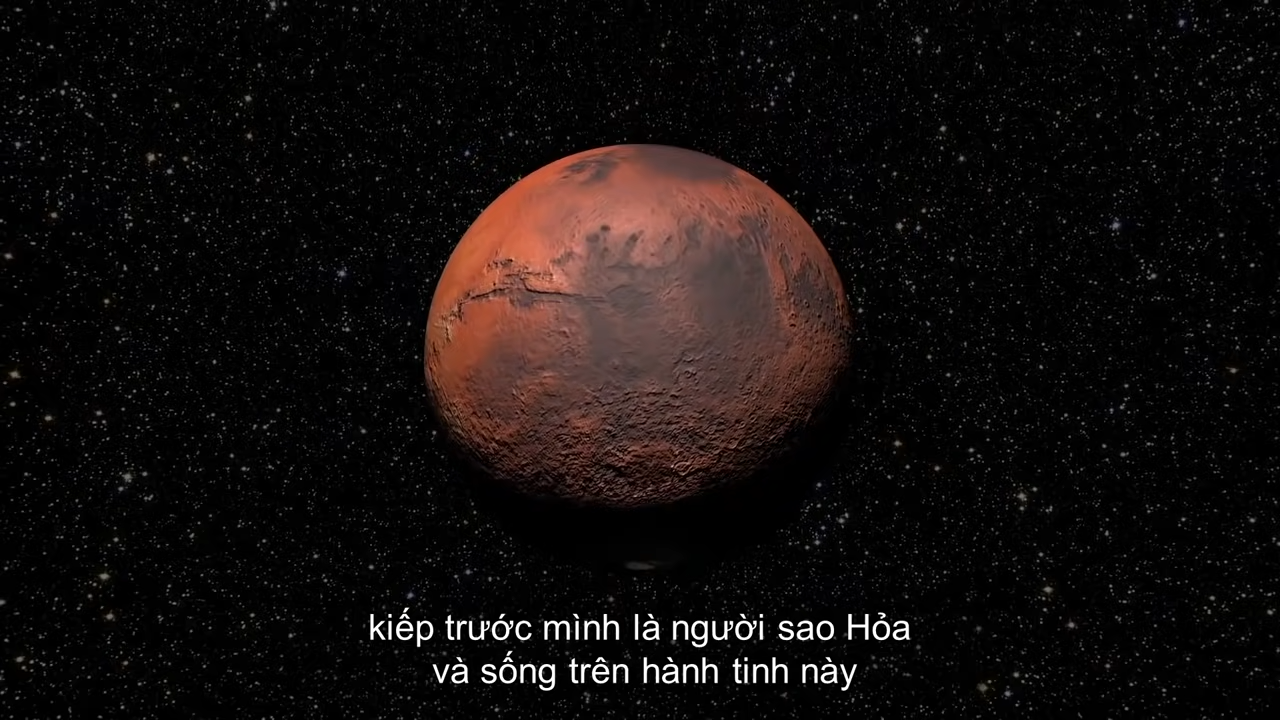 kiếp trước mình là người sao Hỏa
và sống trên hành tinh này